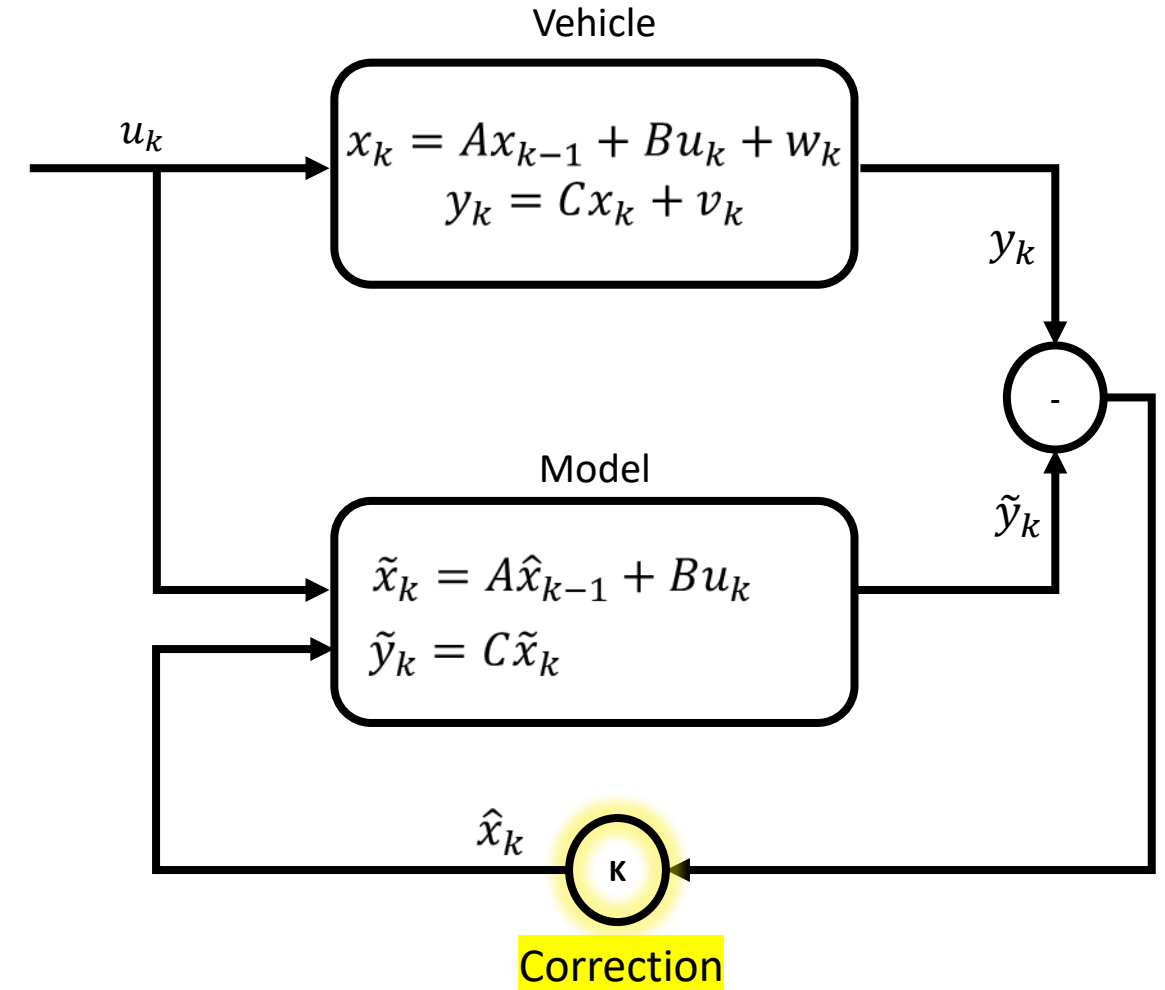 Vehicle
u_k
x_k = Ax_{k−1} + Bu_k + w_k
y_k = Cx_k + v_k
y_k
-
Model
ỹ_k
x̃_k = Ax̂_{k−1} + Bu_k
ỹ_k = Cx̃_k
x̂_k
K
Correction